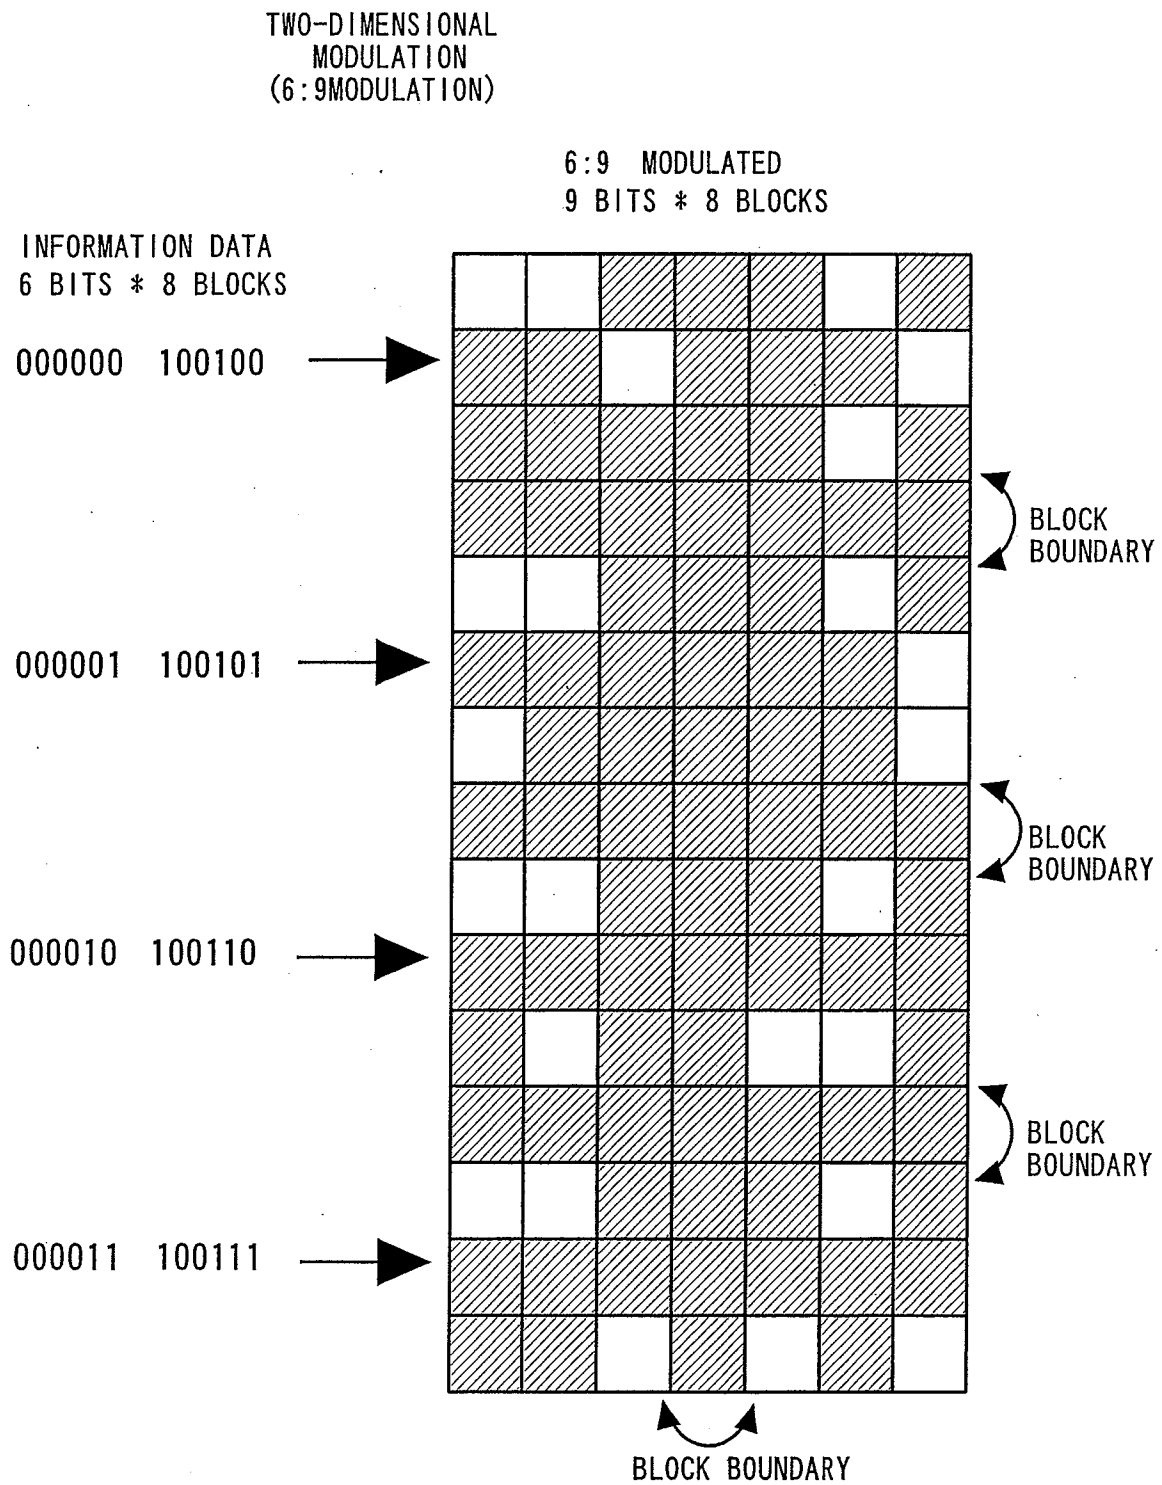 TWO-DIMENSIONAL
MODULATION
(6:9MODULATION)
6:9 MODULATED
9 BITS * 8 BLOCKS
INFORMATION DATA
6 BITS * 8 BLOCKS
000000 100100
BLOCK
BOUNDARY
000001 100101
BLOCK
BOUNDARY
000010 100110
BLOCK
BOUNDARY
000011 100111
BLOCK BOUNDARY